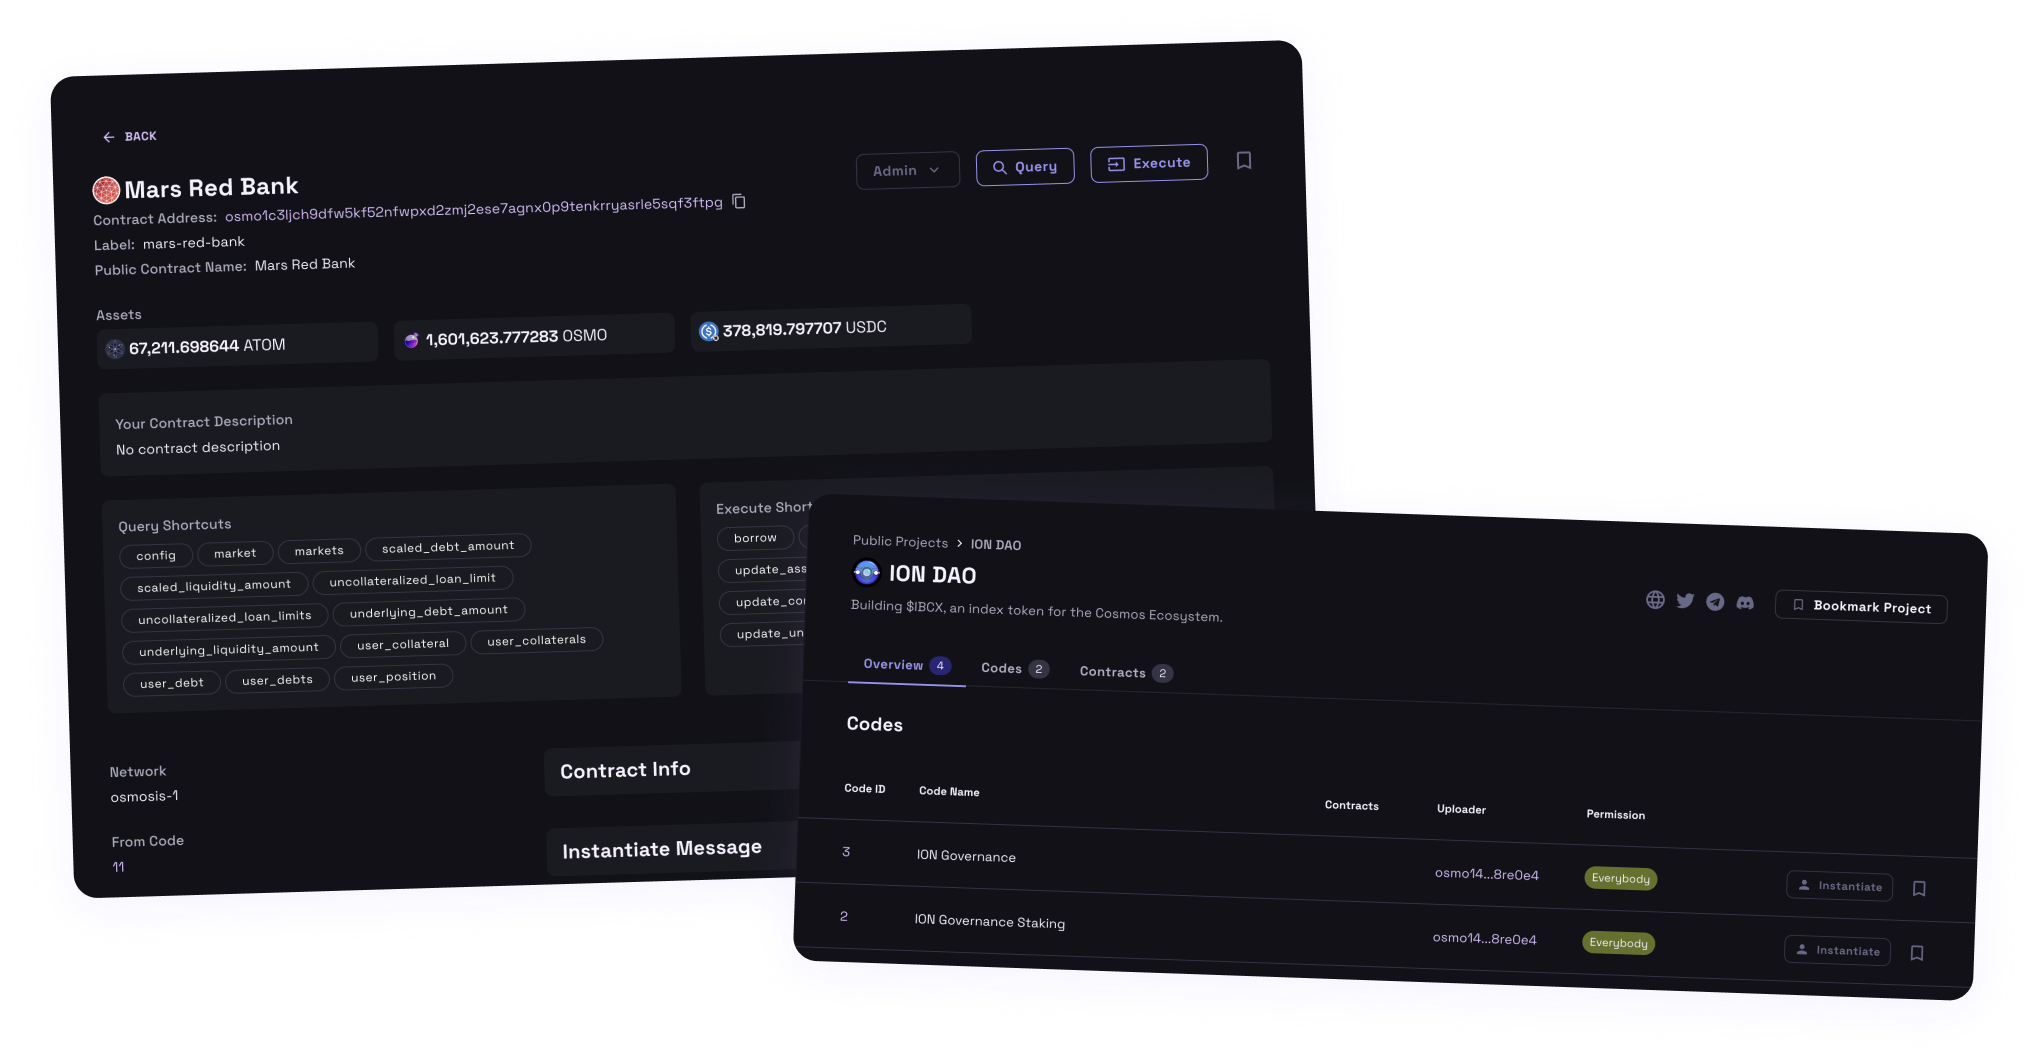 BACK
Mars Red Bank
Admin
Query
Execute
Contract Address: osmo1c3ljch9dfw5kf52nfwpxd2zmj2ese7agnx0p9tenkrryasrle5sqf3ftpg
Label: mars-red-bank
Public Contract Name: Mars Red Bank
Assets
67,211.698644 ATOM
1,601,623.777283 OSMO
378,819.797707 USDC
Your Contract Description
No contract description
Query Shortcuts
config market markets scaled_debt_amount
scaled_liquidity_amount uncollateralized_loan_limit
uncollateralized_loan_limits underlying_debt_amount
underlying_liquidity_amount user_collateral user_collaterals
user_debt user_debts user_position
Execute Short
borrow
update_ass
update_co
update_un
Network
osmosis-1
From Code
11
Contract Info
Instantiate Message
Public Projects > ION DAO
ION DAO
Building $IBCX, an index token for the Cosmos Ecosystem.
Bookmark Project
Overview 4 Codes 2 Contracts 2
Codes
Code ID Code Name Contracts Uploader Permission
3 ION Governance osmo14...8re0e4 Everybody Instantiate
2 ION Governance Staking osmo14...8re0e4 Everybody Instantiate